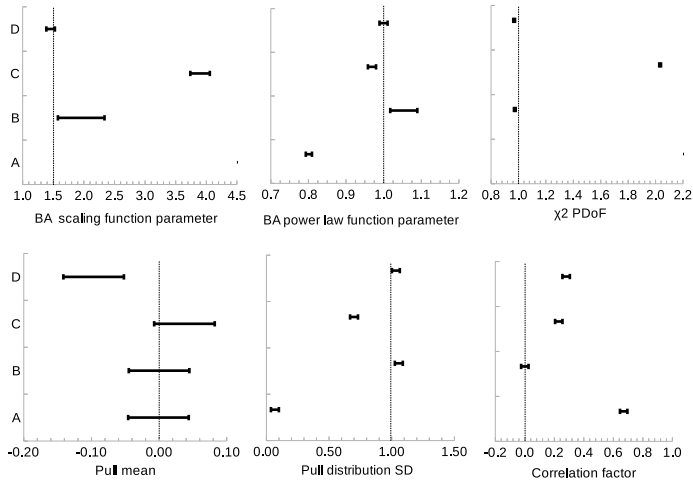 D
C
B
A
1.0 1.5 2.0 2.5 3.0 3.5 4.0 4.5
BA scaling function parameter
0.7 0.8 0.9 1.0 1.1 1.2
BA power law function parameter
0.8 1.0 1.2 1.4 1.6 1.8 2.0 2.2
χ2 PDoF
D
C
B
A
-0.20 -0.10 0.00 0.10
Pull mean
0.00 0.50 1.00 1.50
Pull distribution SD
-0.2 0.0 0.2 0.4 0.6 0.8 1.0
Correlation factor